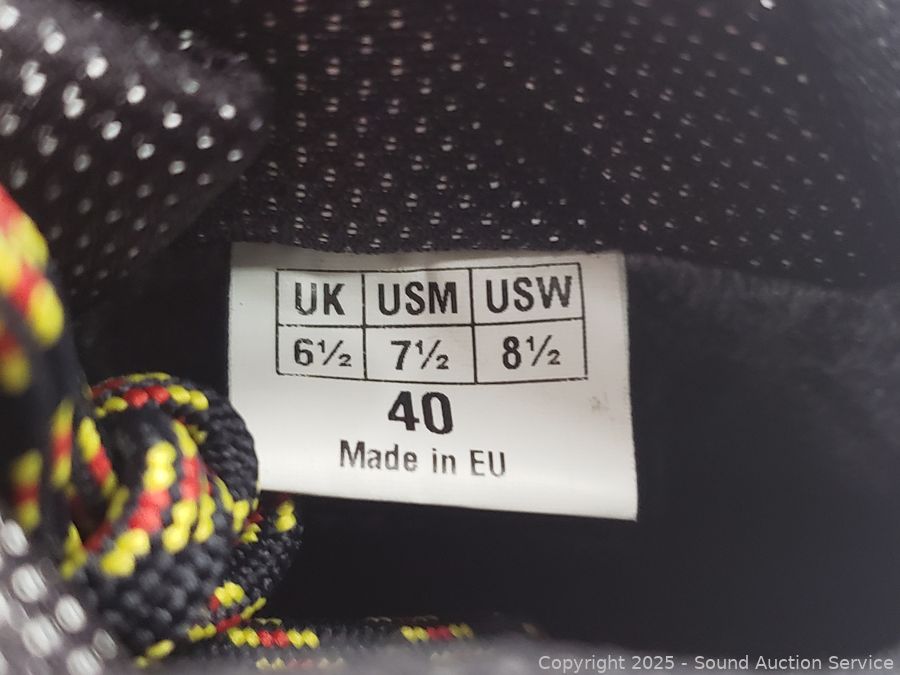 UK USM USW
6½ 7½ 8½
40
Made in EU
Copyright 2025 - Sound Auction Service